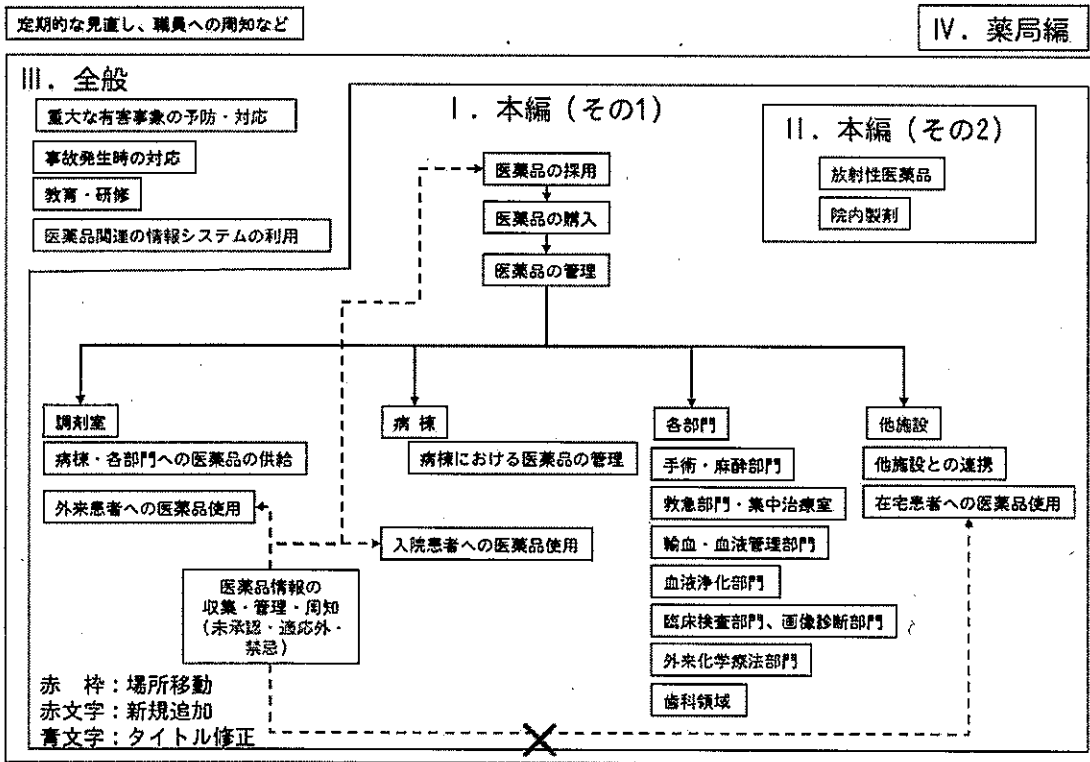 定期的な見直し、職員への周知など
Ⅳ．薬局編
Ⅲ．全般
重大な有害事象の予防・対応
事故発生時の対応
教育・研修
医薬品関連の情報システムの利用
Ⅰ．本編（その1）
医薬品の採用
医薬品の購入
医薬品の管理
Ⅱ．本編（その2）
放射性医薬品
院内製剤
調剤室
病棟・各部門への医薬品の供給
外来患者への医薬品使用
病 棟
病棟における医薬品の管理
入院患者への医薬品使用
各部門
手術・麻酔部門
救急部門・集中治療室
輸血・血液管理部門
血液浄化部門
臨床検査部門、画像診断部門
外来化学療法部門
歯科領域
他施設
他施設との連携
在宅患者への医薬品使用
医薬品情報の
収集・管理・周知
（未承認・適応外・
禁忌）
赤　枠：場所移動
赤文字：新規追加
青文字：タイトル修正